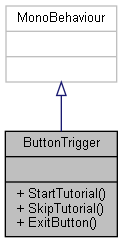 MonoBehaviour
ButtonTrigger
+ StartTutorial()
+ SkipTutorial()
+ ExitButton()